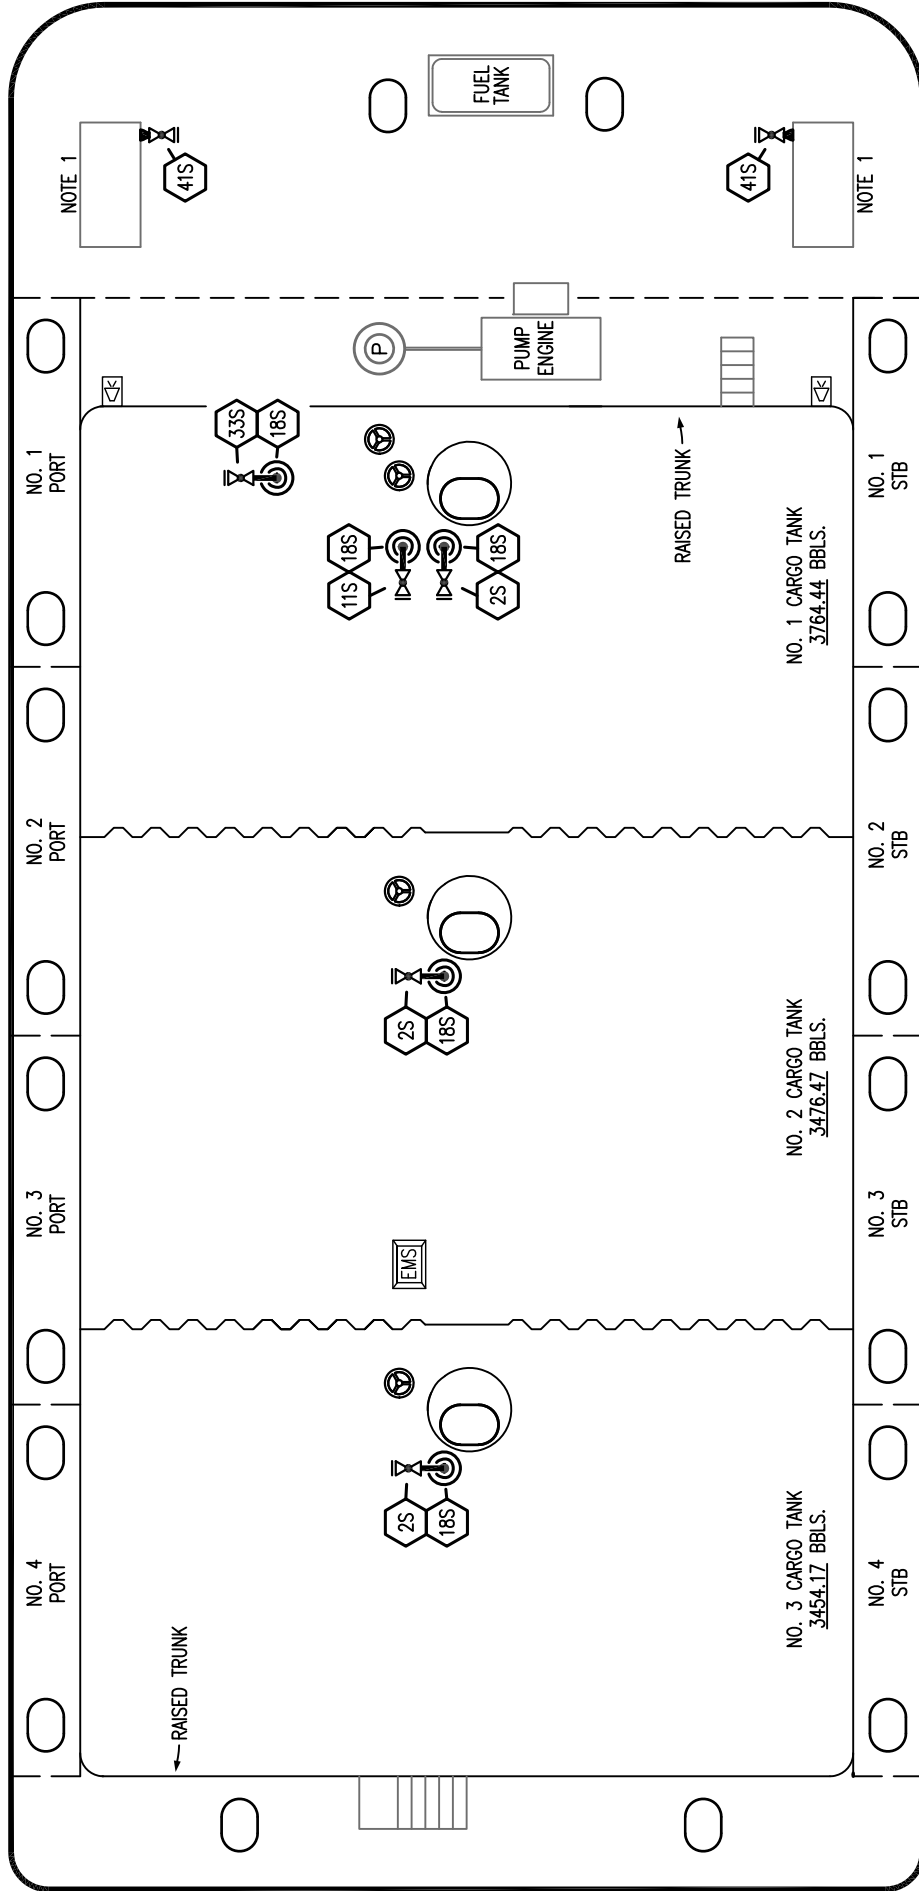 FUEL
TANK
NOTE 1
41S
41S
NOTE 1
P
PUMP
ENGINE
33S
18S
NO. 1
PORT
RAISED TRUNK
NO. 1
STB
18S
11S
18S
2S
NO. 1 CARGO TANK
3764.44 BBLS.
NO. 2
PORT
NO. 2
STB
2S
18S
NO. 2 CARGO TANK
3476.47 BBLS.
NO. 3
PORT
EMS
NO. 3
STB
2S
18S
NO. 3 CARGO TANK
3454.17 BBLS.
NO. 4
PORT
NO. 4
STB
RAISED TRUNK